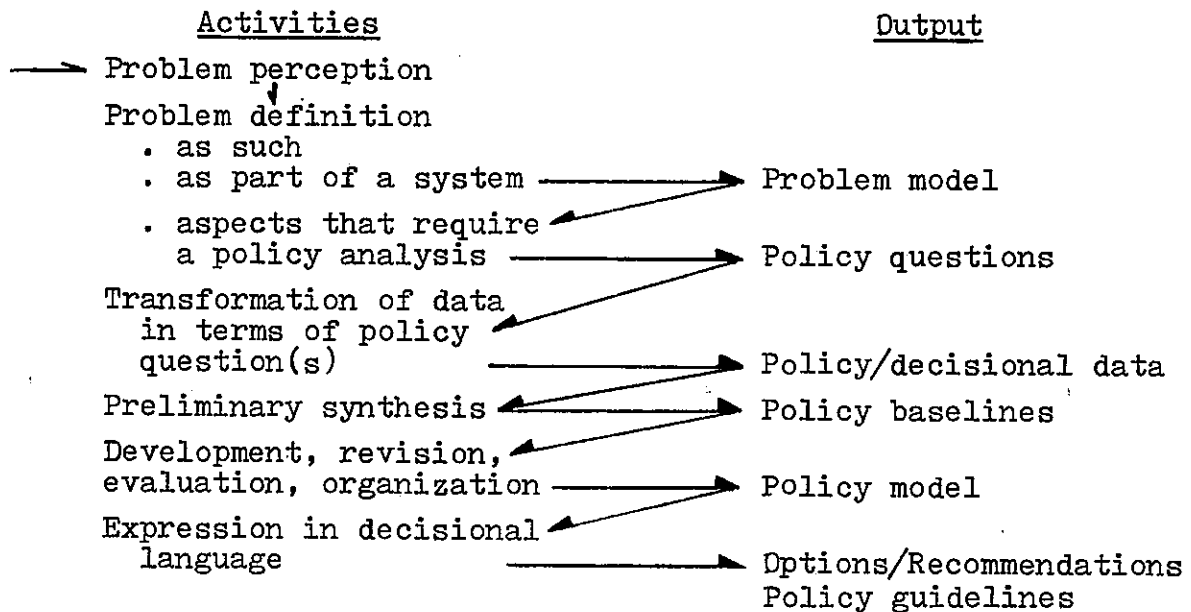 Activities Output
Problem perception
Problem definition
. as such
. as part of a system Problem model
. aspects that require
a policy analysis Policy questions
Transformation of data
in terms of policy
question(s) Policy/decisional data
Preliminary synthesis Policy baselines
Development, revision,
evaluation, organization Policy model
Expression in decisional
language Options/Recommendations
Policy guidelines